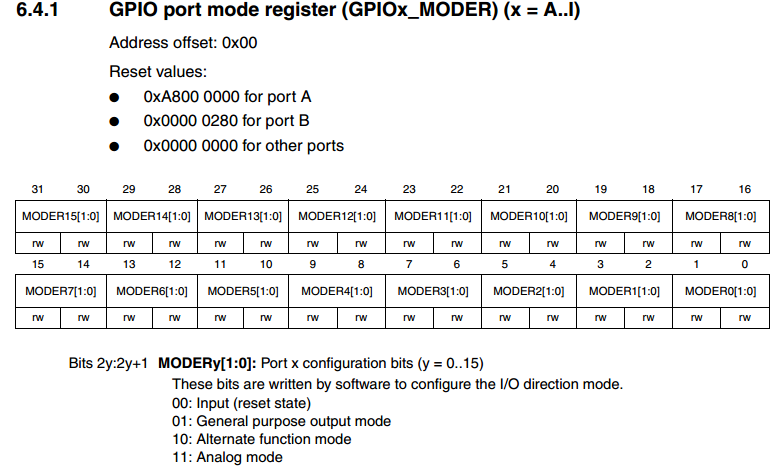 6.4.1 GPIO port mode register (GPIOx_MODER) (x = A..I)
Address offset: 0x00
Reset values:
● 0xA800 0000 for port A
● 0x0000 0280 for port B
● 0x0000 0000 for other ports
31 30 29 28 27 26 25 24 23 22 21 20 19 18 17 16
MODER15[1:0] MODER14[1:0] MODER13[1:0] MODER12[1:0] MODER11[1:0] MODER10[1:0] MODER9[1:0] MODER8[1:0]
rw rw rw rw rw rw rw rw rw rw rw rw rw rw rw rw
15 14 13 12 11 10 9 8 7 6 5 4 3 2 1 0
MODER7[1:0] MODER6[1:0] MODER5[1:0] MODER4[1:0] MODER3[1:0] MODER2[1:0] MODER1[1:0] MODER0[1:0]
rw rw rw rw rw rw rw rw rw rw rw rw rw rw rw rw
Bits 2y:2y+1 MODERy[1:0]: Port x configuration bits (y = 0..15)
These bits are written by software to configure the I/O direction mode.
00: Input (reset state)
01: General purpose output mode
10: Alternate function mode
11: Analog mode